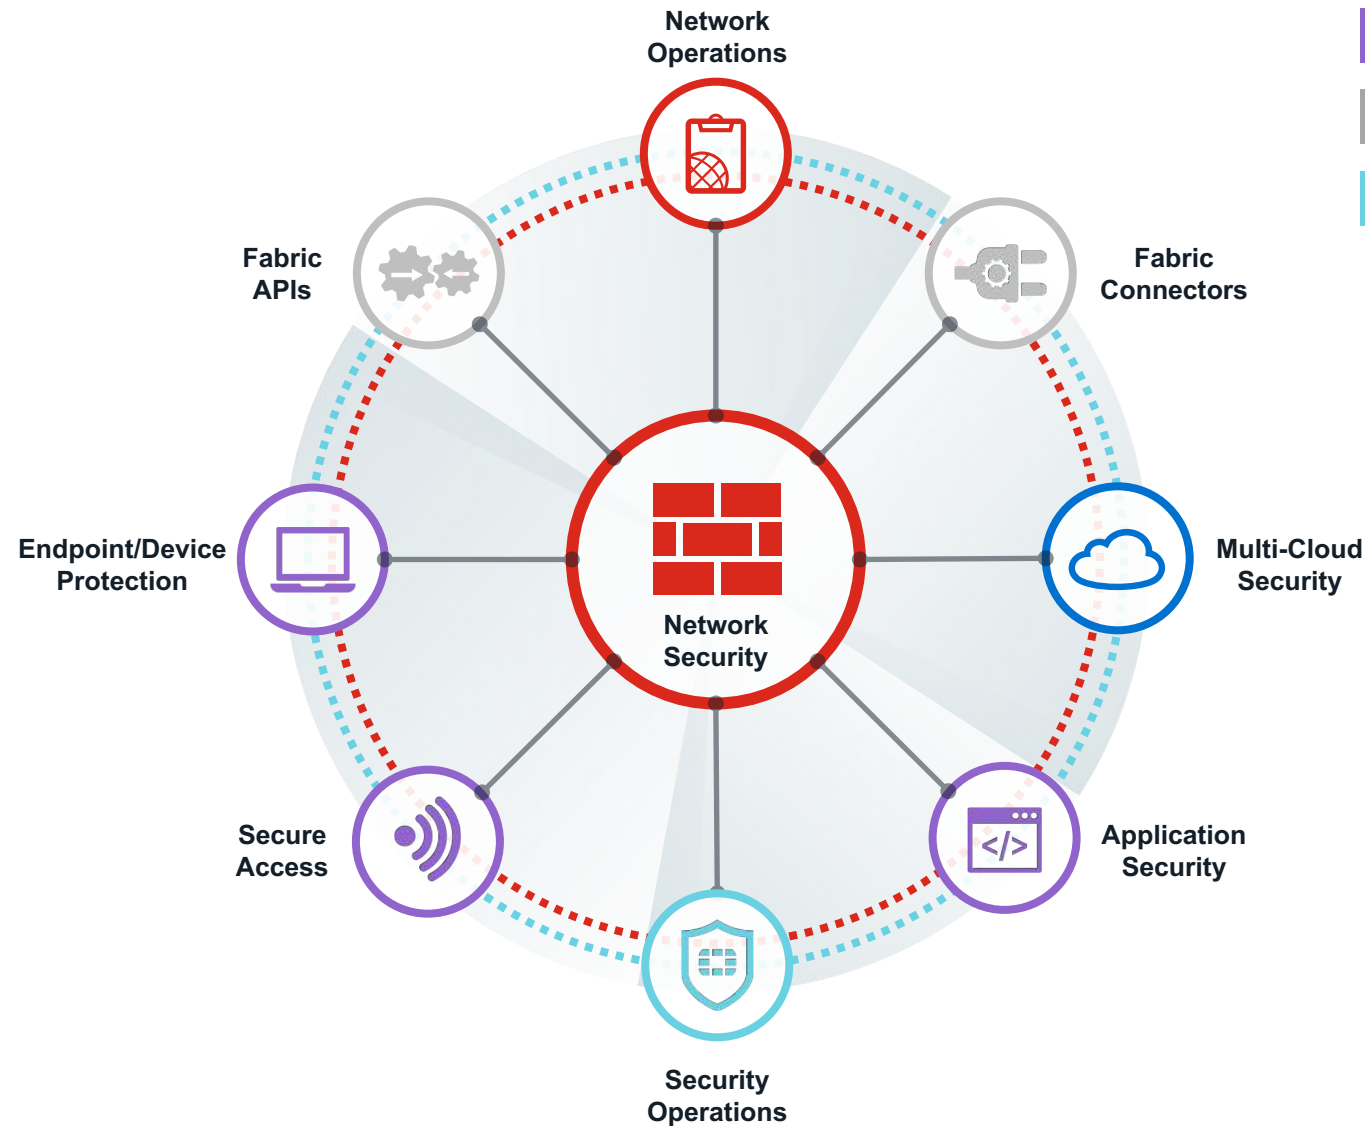 Network
Operations
Fabric
APIs
Fabric
Connectors
Endpoint/Device
Protection
Multi-Cloud
Security
Network
Security
Secure
Access
</>
Application
Security
Security
Operations